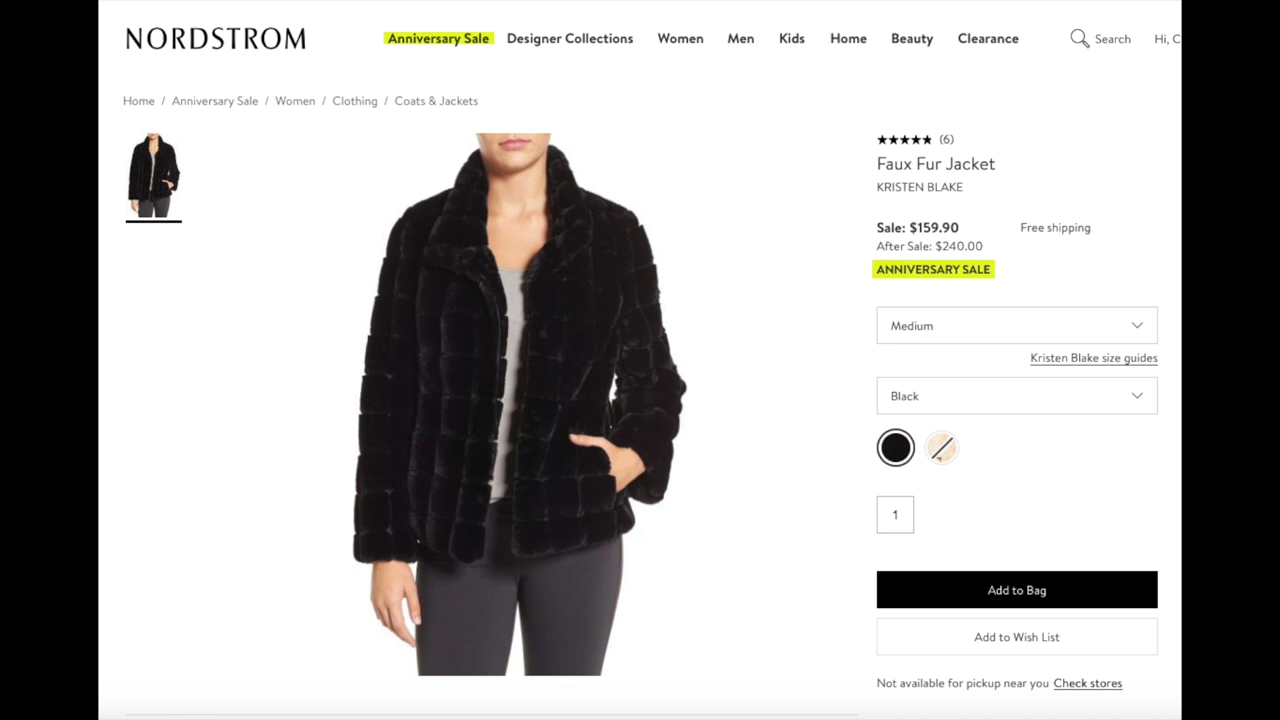 NORDSTROM
Anniversary Sale Designer Collections Women Men Kids Home Beauty Clearance Search Hi, C
Home / Anniversary Sale / Women / Clothing / Coats & Jackets
(6)
Faux Fur Jacket
KRISTEN BLAKE
Sale: $159.90 Free shipping
After Sale: $240.00
ANNIVERSARY SALE
Medium
Kristen Blake size guides
Black
1
Add to Bag
Add to Wish List
Not available for pickup near you Check stores